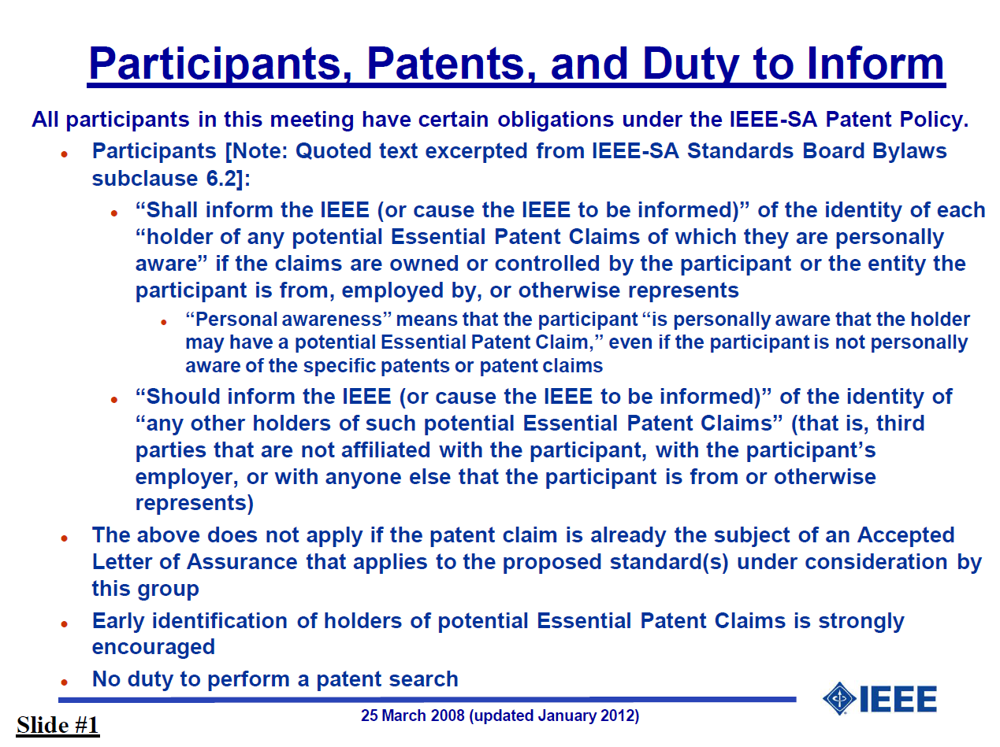 Participants, Patents, and Duty to Inform
All participants in this meeting have certain obligations under the IEEE-SA Patent Policy.
• Participants [Note: Quoted text excerpted from IEEE-SA Standards Board Bylaws
subclause 6.2]:
• “Shall inform the IEEE (or cause the IEEE to be informed)” of the identity of each
“holder of any potential Essential Patent Claims of which they are personally
aware” if the claims are owned or controlled by the participant or the entity the
participant is from, employed by, or otherwise represents
• “Personal awareness” means that the participant “is personally aware that the holder
may have a potential Essential Patent Claim,” even if the participant is not personally
aware of the specific patents or patent claims
• “Should inform the IEEE (or cause the IEEE to be informed)” of the identity of
“any other holders of such potential Essential Patent Claims” (that is, third
parties that are not affiliated with the participant, with the participant’s
employer, or with anyone else that the participant is from or otherwise
represents)
• The above does not apply if the patent claim is already the subject of an Accepted
Letter of Assurance that applies to the proposed standard(s) under consideration by
this group
• Early identification of holders of potential Essential Patent Claims is strongly
encouraged
• No duty to perform a patent search
IEEE
25 March 2008 (updated January 2012)
Slide #1